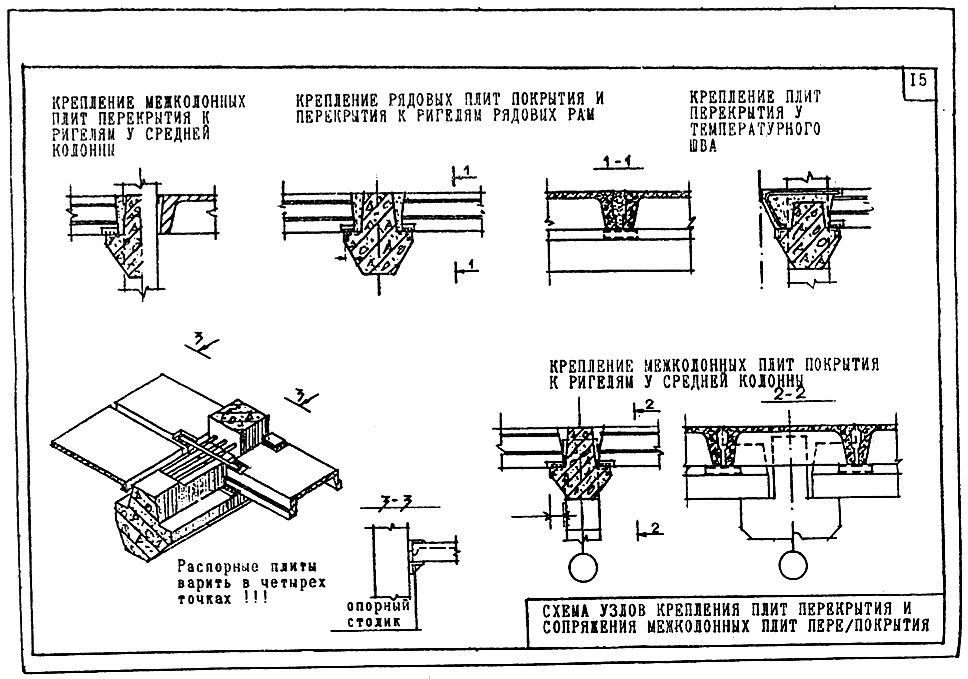 15
КРЕПЛЕНИЕ МЕЖКОЛОННЫХ
ПЛИТ ПЕРЕКРЫТИЯ К
РИГЕЛЯМ У СРЕДНЕЙ
КОЛОННЫ
КРЕПЛЕНИЕ РЯДОВЫХ ПЛИТ ПОКРЫТИЯ И
ПЕРЕКРЫТИЯ К РИГЕЛЯМ РЯДОВЫХ РАМ
КРЕПЛЕНИЕ ПЛИТ
ПЕРЕКРЫТИЯ У
ТЕМПЕРАТУРНОГО
ШВА
1
1
1-1
3
3
КРЕПЛЕНИЕ МЕЖКОЛОННЫХ ПЛИТ ПОКРЫТИЯ
К РИГЕЛЯМ У СРЕДНЕЙ КОЛОННЫ
2
2
2-2
3-3
Распорные плиты
варить в четырех
точках !!!
опорный
столик
СХЕМА УЗЛОВ КРЕПЛЕНИЯ ПЛИТ ПЕРЕКРЫТИЯ И
СОПРЯЖЕНИЯ МЕЖКОЛОННЫХ ПЛИТ ПЕРЕ/ПОКРЫТИЯ